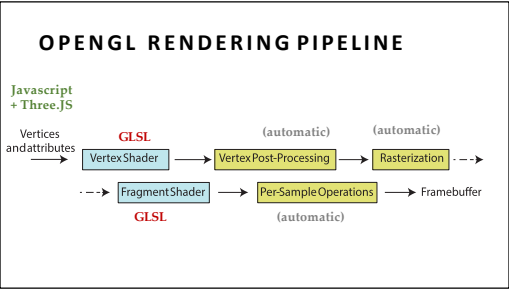 OPENGL RENDERING PIPELINE
Javascript
+ Three.JS
Vertices
and attributes
GLSL
(automatic)
(automatic)
Vertex Shader
Vertex Post-Processing
Rasterization
Fragment Shader
Per-Sample Operations
Framebuffer
GLSL
(automatic)